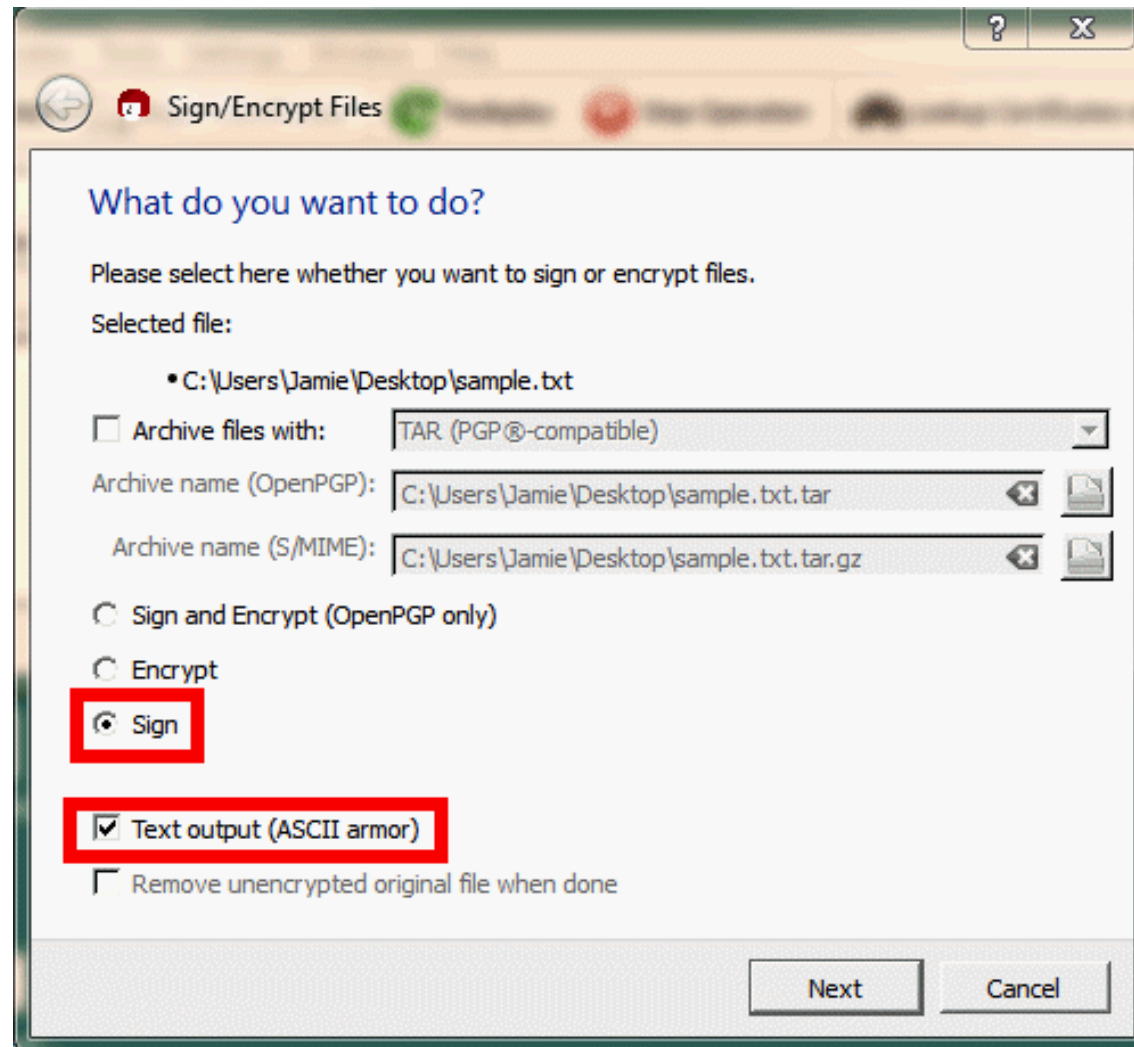 ?
Sign/Encrypt Files
What do you want to do?
Please select here whether you want to sign or encrypt files.
Selected file:
• C:\Users\Jamie\Desktop\sample.txt
Archive files with: TAR (PGP®-compatible)
Archive name (OpenPGP): C:\Users\Jamie\Desktop\sample.txt.tar
Archive name (S/MIME): C:\Users\Jamie\Desktop\sample.txt.tar.gz
Sign and Encrypt (OpenPGP only)
Encrypt
Sign
Text output (ASCII armor)
Remove unencrypted original file when done
Next Cancel